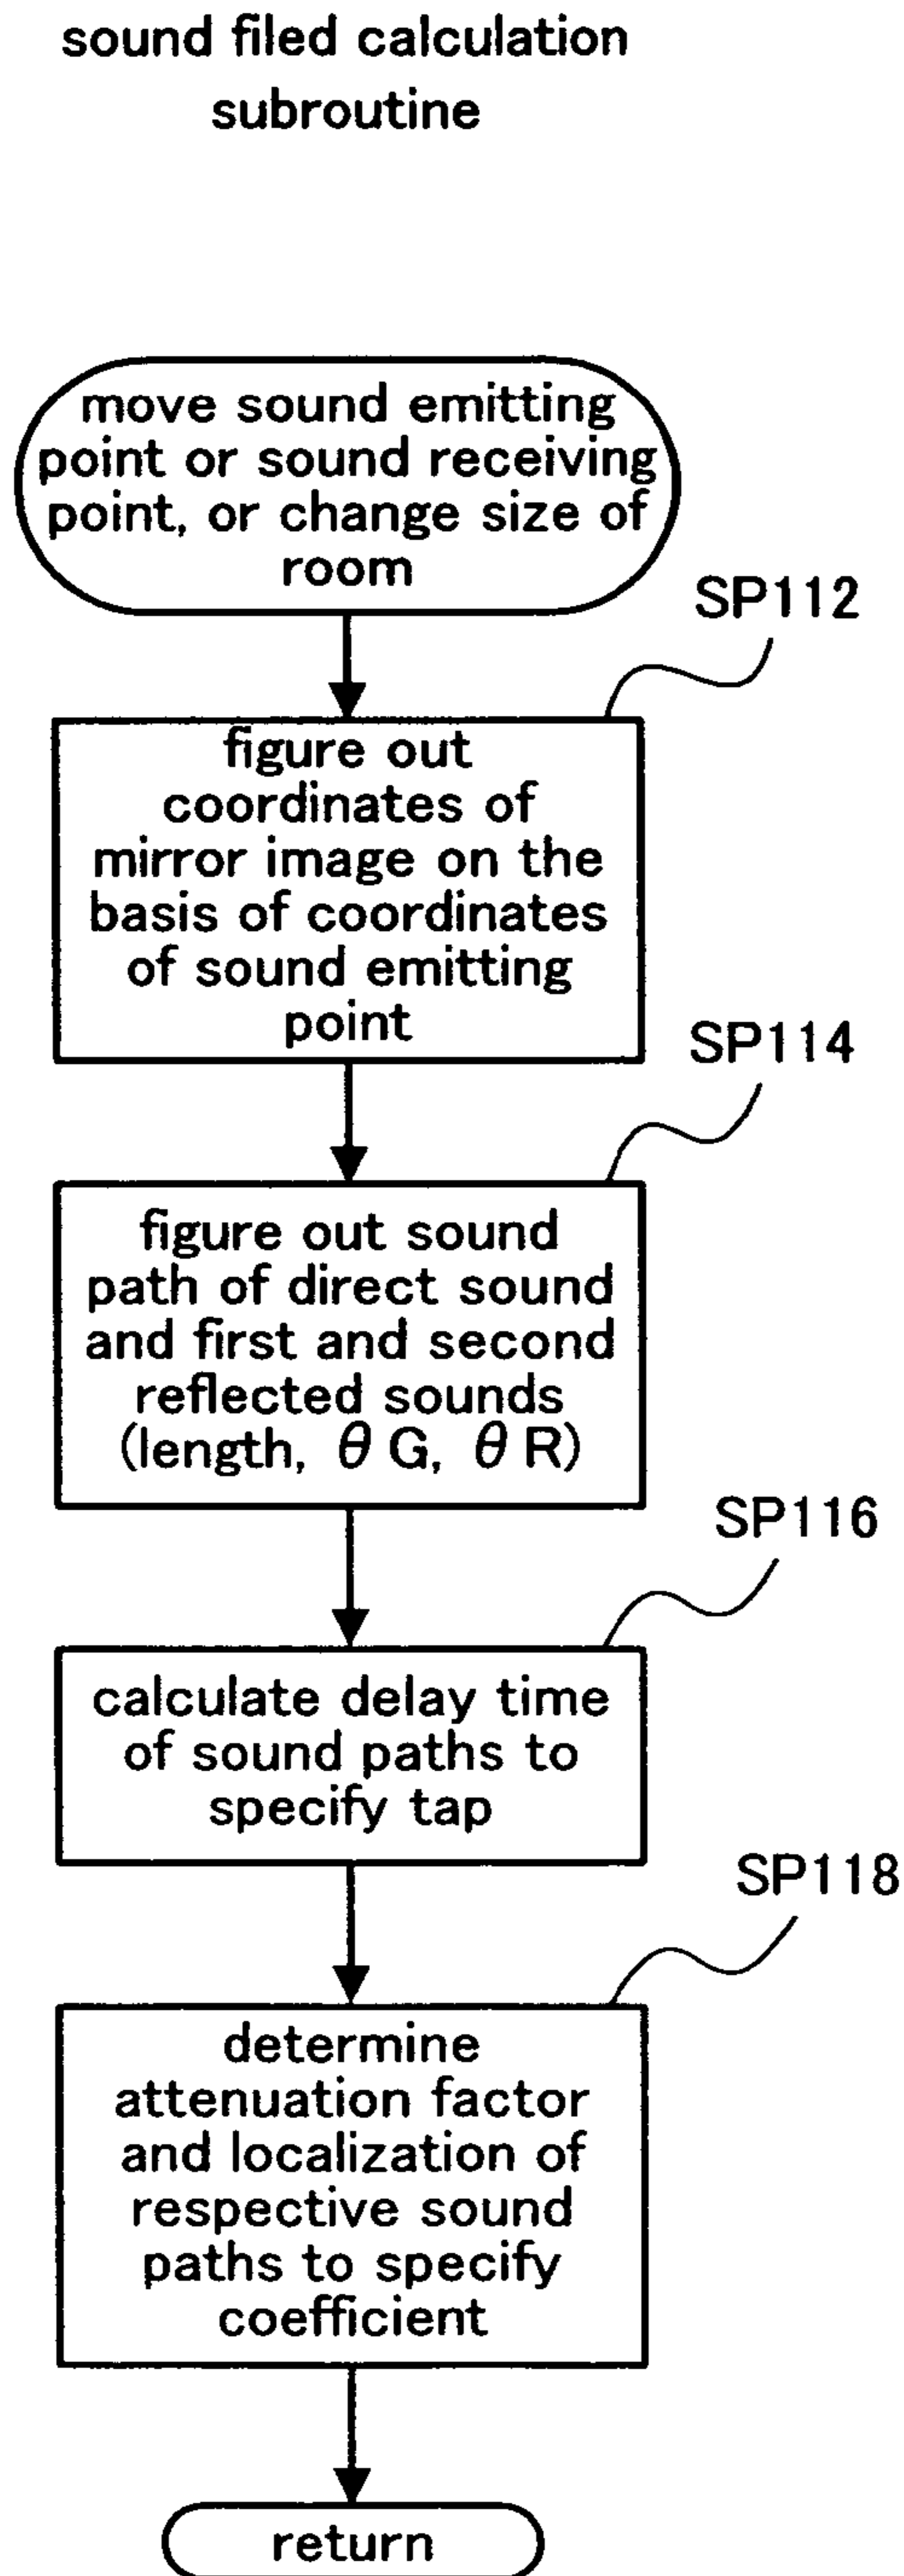 sound filed calculation
subroutine
move sound emitting
point or sound receiving
point, or change size of
room
SP112
figure out
coordinates of
mirror image on the
basis of coordinates
of sound emitting
point
SP114
figure out sound
path of direct sound
and first and second
reflected sounds
(length, θ G, θ R)
SP116
calculate delay time
of sound paths to
specify tap
SP118
determine
attenuation factor
and localization of
respective sound
paths to specify
coefficient
return